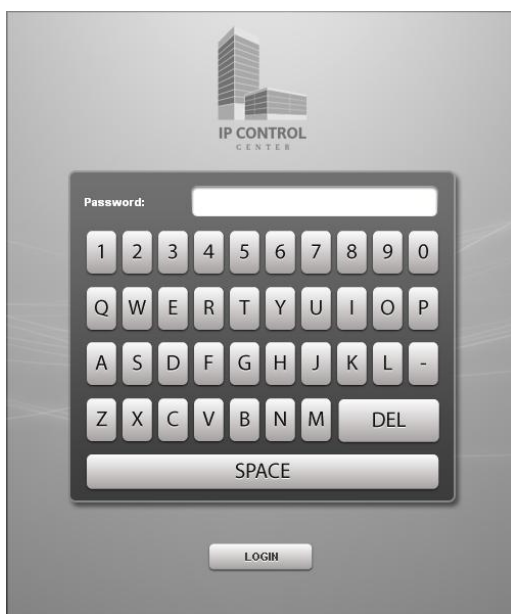 IP CONTROL
CENTER
Password:
1 2 3 4 5 6 7 8 9 0
Q W E R T Y U I O P
A S D F G H J K L -
Z X C V B N M DEL
SPACE
LOGIN